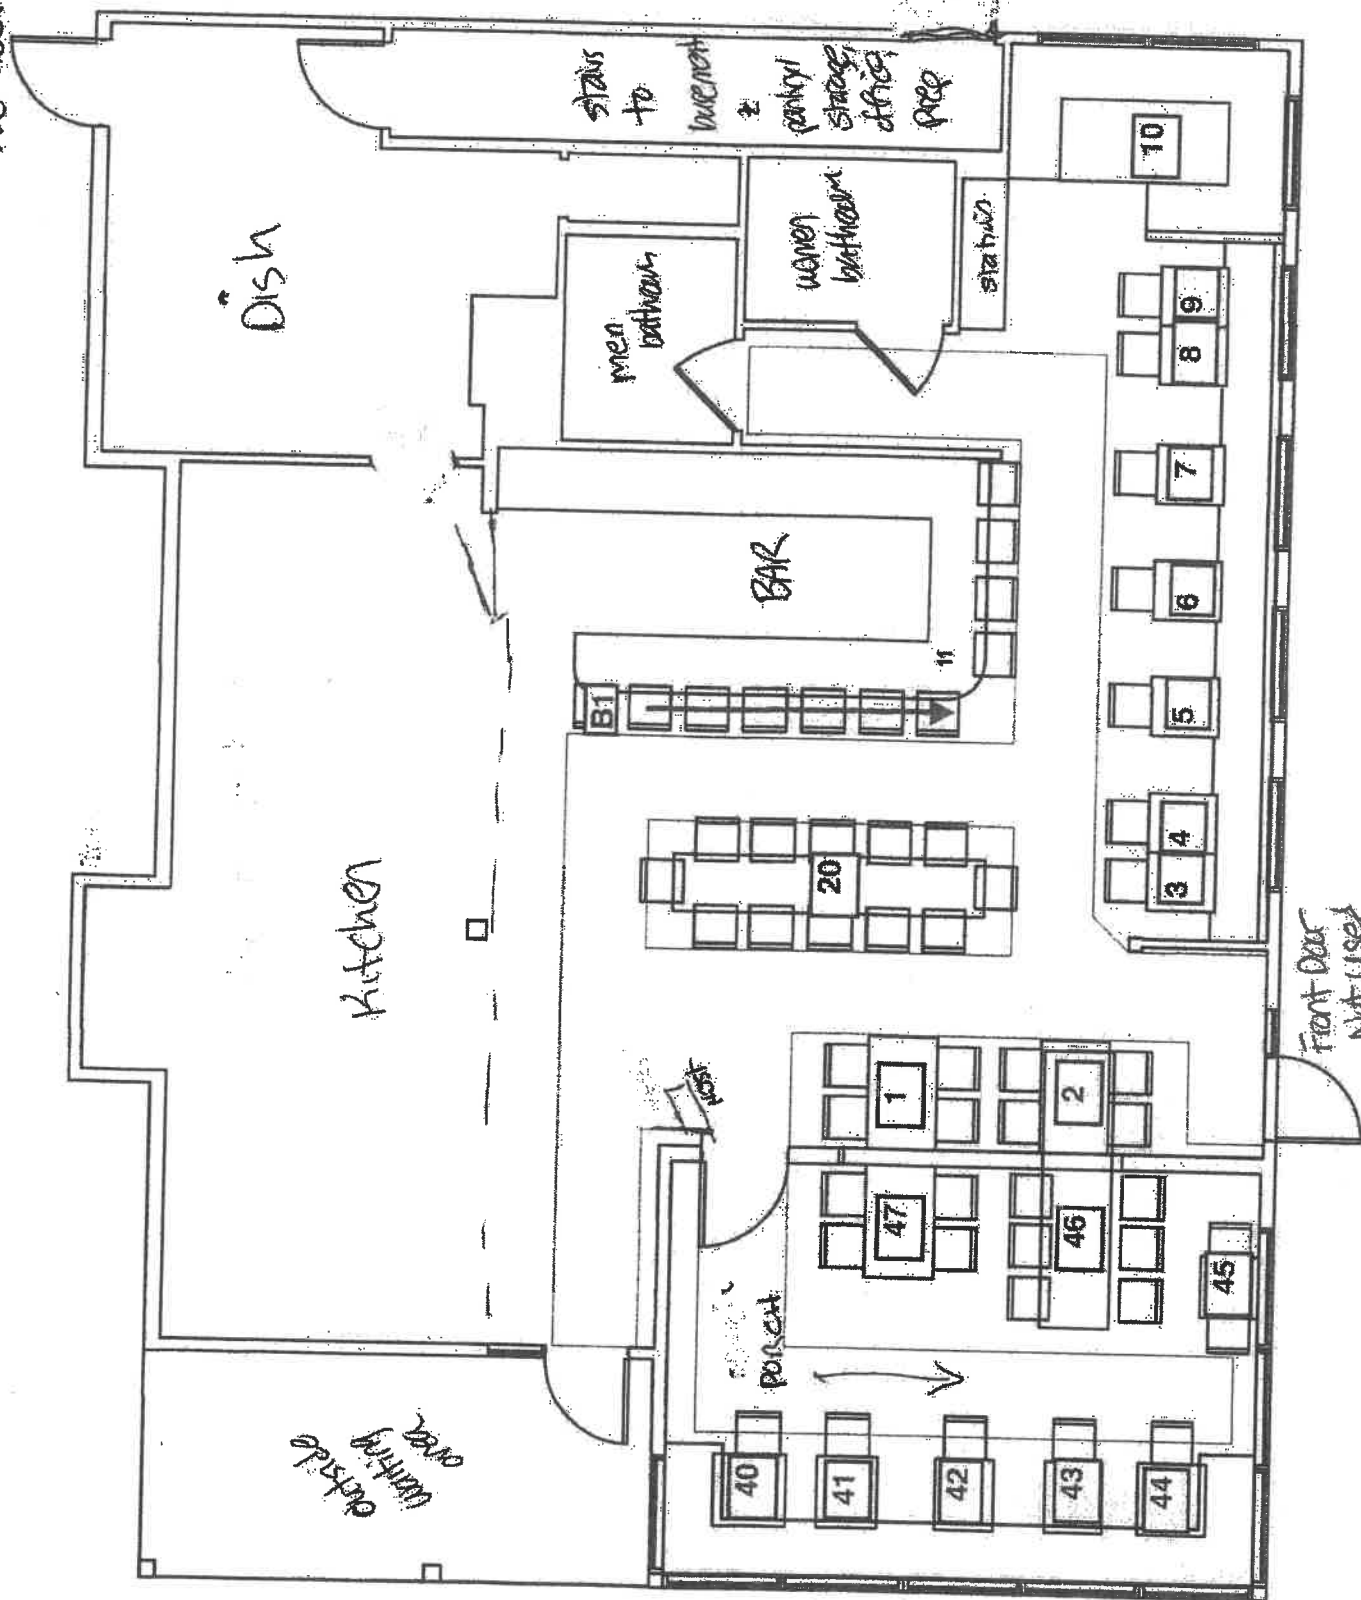 stairs
to
basement
&
pantry/
storage,
office,
prep
Dish
men
bathroom
women
bathroom
station
10
9
8
7
6
5
4
3
BAR
B1
11
20
Kitchen
HOST
1
2
47
46
45
PORCH
40
41
42
43
44
outside
waiting
area
Front Door
Not Used